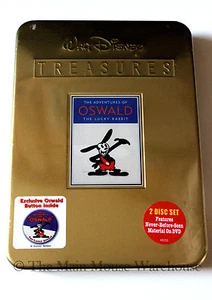 Walt Disney
TREASURES
THE ADVENTURES OF
OSWALD
THE LUCKY RABBIT
Exclusive Oswald
Button Inside
2 DISC SET
Features
Never-Before-Seen
Material On DVD
© The Main Mouse Warehouse